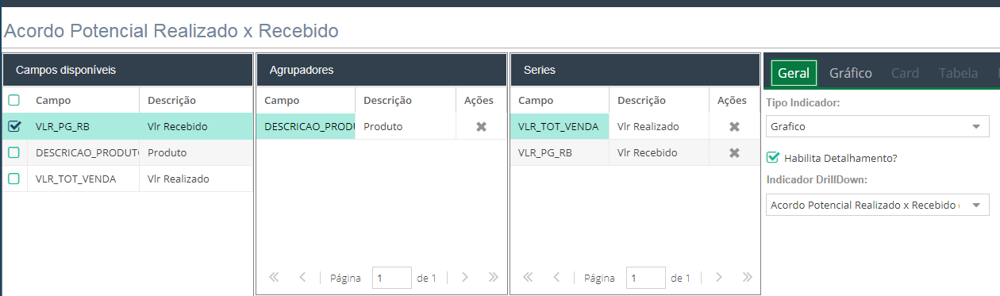 Acordo Potencial Realizado x Recebido
Campos disponíveis
Campo Descrição
VLR_PG_RB Vlr Recebido
DESCRICAO_PRODUTO Produto
VLR_TOT_VENDA Vlr Realizado
Agrupadores
Campo Descrição Ações
DESCRICAO_PRODU Produto
Página 1 de 1
Series
Campo Descrição Ações
VLR_TOT_VENDA Vlr Realizado
VLR_PG_RB Vlr Recebido
Página 1 de 1
Geral Gráfico Card Tabela
Tipo Indicador:
Grafico
Habilita Detalhamento?
Indicador DrillDown:
Acordo Potencial Realizado x Recebido (